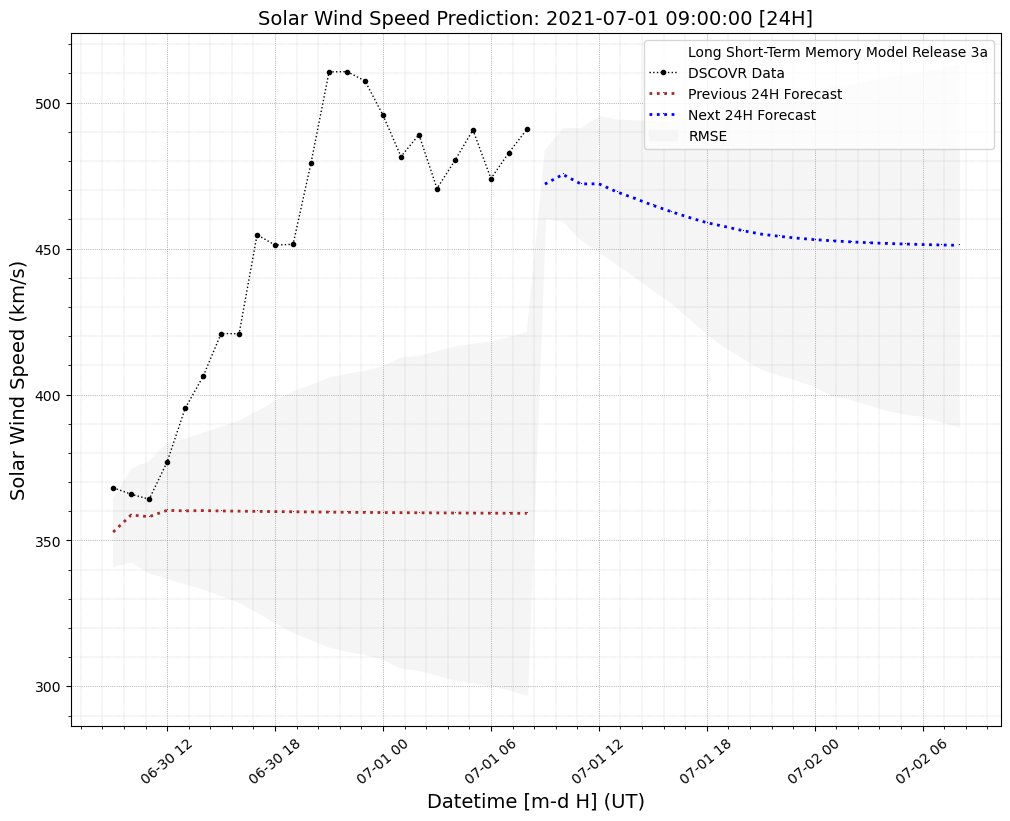 Solar Wind Speed Prediction: 2021-07-01 09:00:00 [24H]
Long Short-Term Memory Model Release 3a
DSCOVR Data
Previous 24H Forecast
Next 24H Forecast
RMSE
Solar Wind Speed (km/s)
500
450
400
350
300
06-30 12
06-30 18
07-01 00
07-01 06
07-01 12
07-01 18
07-02 00
07-02 06
Datetime [m-d H] (UT)